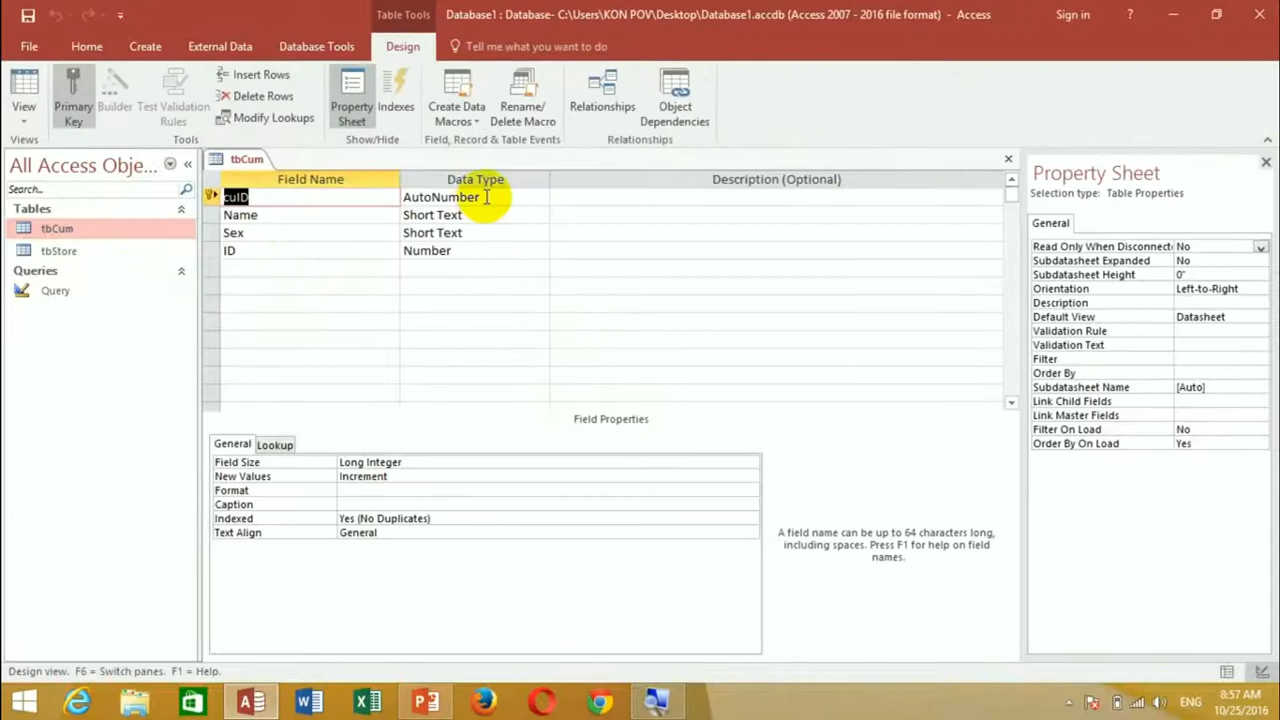 Table Tools
Database1 : Database- C:\Users\KON POV\Desktop\Database1.accdb (Access 2007 - 2016 file format) - Access
Sign in
?
File
Home
Create
External Data
Database Tools
Design
Tell me what you want to do
View
Primary
Key
Builder
Test Validation
Rules
Insert Rows
Delete Rows
Modify Lookups
Property
Sheet
Indexes
Create Data
Macros
Rename/
Delete Macro
Relationships
Object
Dependencies
Views
Tools
Show/Hide
Field, Record & Table Events
Relationships
All Access Obje...
Search...
Tables
tbCum
tbStore
Queries
Query
tbCum
Field Name
Data Type
Description (Optional)
cuID
AutoNumber
Name
Short Text
Sex
Short Text
ID
Number
Field Properties
General
Lookup
Field Size
Long Integer
New Values
Increment
Format
Caption
Indexed
Yes (No Duplicates)
Text Align
General
A field name can be up to 64 characters long,
including spaces. Press F1 for help on field
names.
Property Sheet
Selection type: Table Properties
General
Read Only When Disconnect
No
Subdatasheet Expanded
No
Subdatasheet Height
0"
Orientation
Left-to-Right
Description
Default View
Datasheet
Validation Rule
Validation Text
Filter
Order By
Subdatasheet Name
[Auto]
Link Child Fields
Link Master Fields
Filter On Load
No
Order By On Load
Yes
Design view. F6 = Switch panes. F1 = Help.
ENG
8:57 AM
10/25/2016